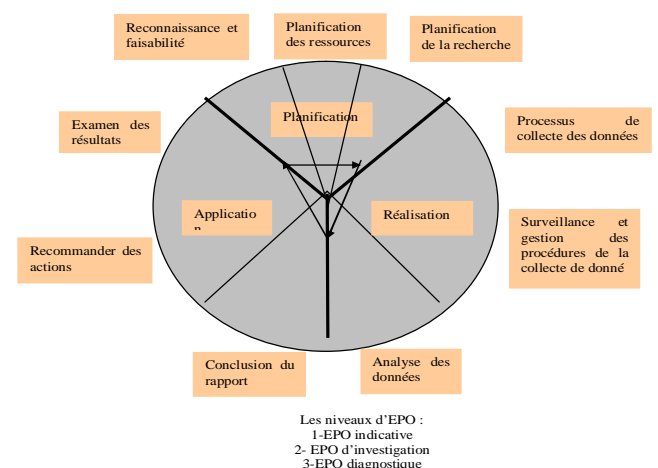 Reconnaissance et
faisabilité
Planification
des ressources
Planification
de la recherche
Planification
Examen des
résultats
Processus de
collecte des données
Applicatio
n
Réalisation
Surveillance et
gestion des
procédures de la
collecte de donné
Recommander des
actions
Conclusion du
rapport
Analyse des
données
Les niveaux d’EPO :
1-EPO indicative
2- EPO d’investigation
3-EPO diagnostique